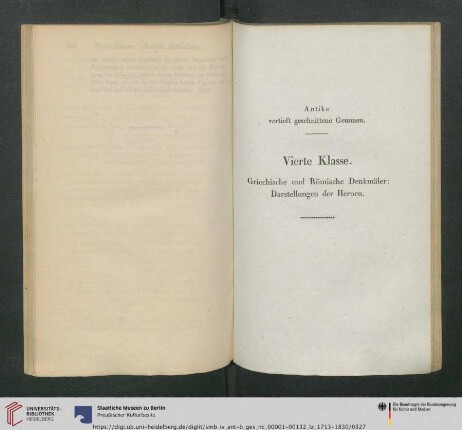 Antike
vertieft geschnittene Gemmen.
Vierte Klasse.
Griechische und Römische Denkmäler:
Darstellungen der Heroen.
UNIVERSITÄTS-
BIBLIOTHEK
HEIDELBERG
Staatliche Museen zu Berlin
Preußischer Kulturbesitz
Die Beauftragte der Bundesregierung
für Kultur und Medien
https://digi.ub.uni-heidelberg.de/diglit/smb_iv_ant-b_ges_nc_00001-00132_lz_1713-1830/0327